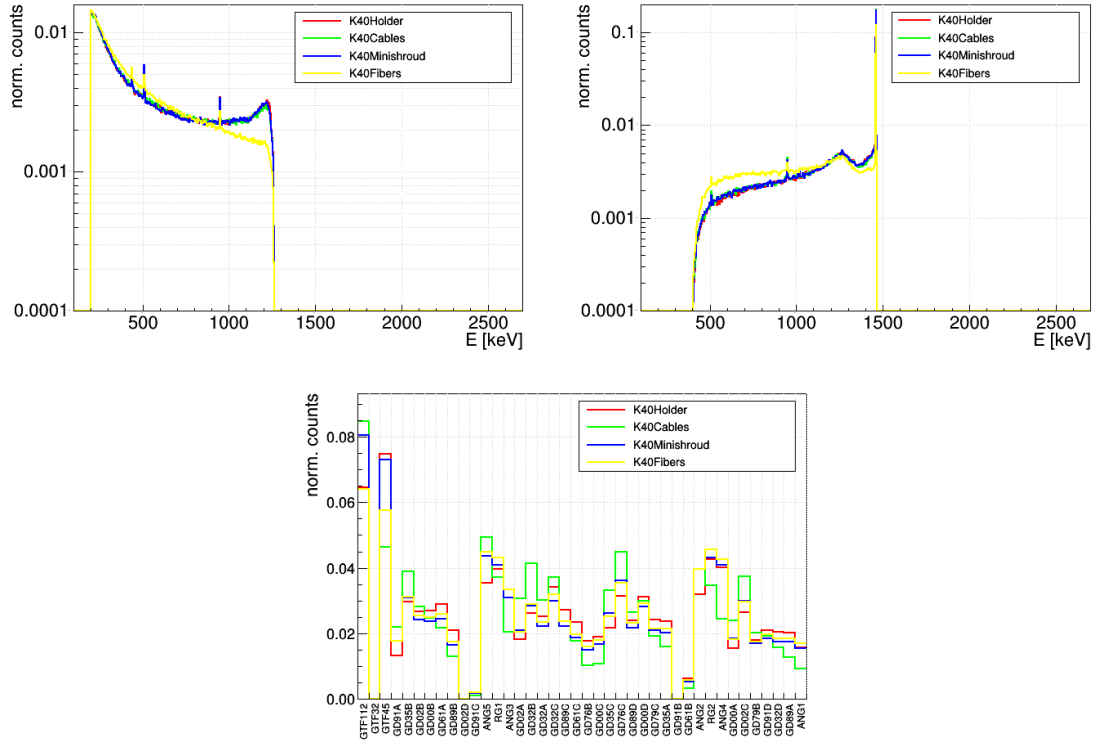 norm. counts
0.01
0.001
0.0001
K40Holder
K40Cables
K40Minishroud
K40Fibers
500 1000 1500 2000 2500
E [keV]
norm. counts
0.1
0.01
0.001
0.0001
K40Holder
K40Cables
K40Minishroud
K40Fibers
500 1000 1500 2000 2500
E [keV]
norm. counts
0.08
0.06
0.04
0.02
0.00
K40Holder
K40Cables
K40Minishroud
K40Fibers
GTF112
GTF32
GTF45
GD91A
GD35B
GD02B
GD00B
GD61A
GD89B
GD02D
GD91C
ANG5
RG1
ANG3
GD02A
GD32B
GD32A
GD32C
GD89C
GD61C
GD76B
GD00C
GD35C
GD76C
GD89D
GD00D
GD79C
GD35A
GD91B
GD61B
ANG2
RG2
ANG4
GD00A
GD02C
GD79B
GD91D
GD32D
GD89A
ANG1